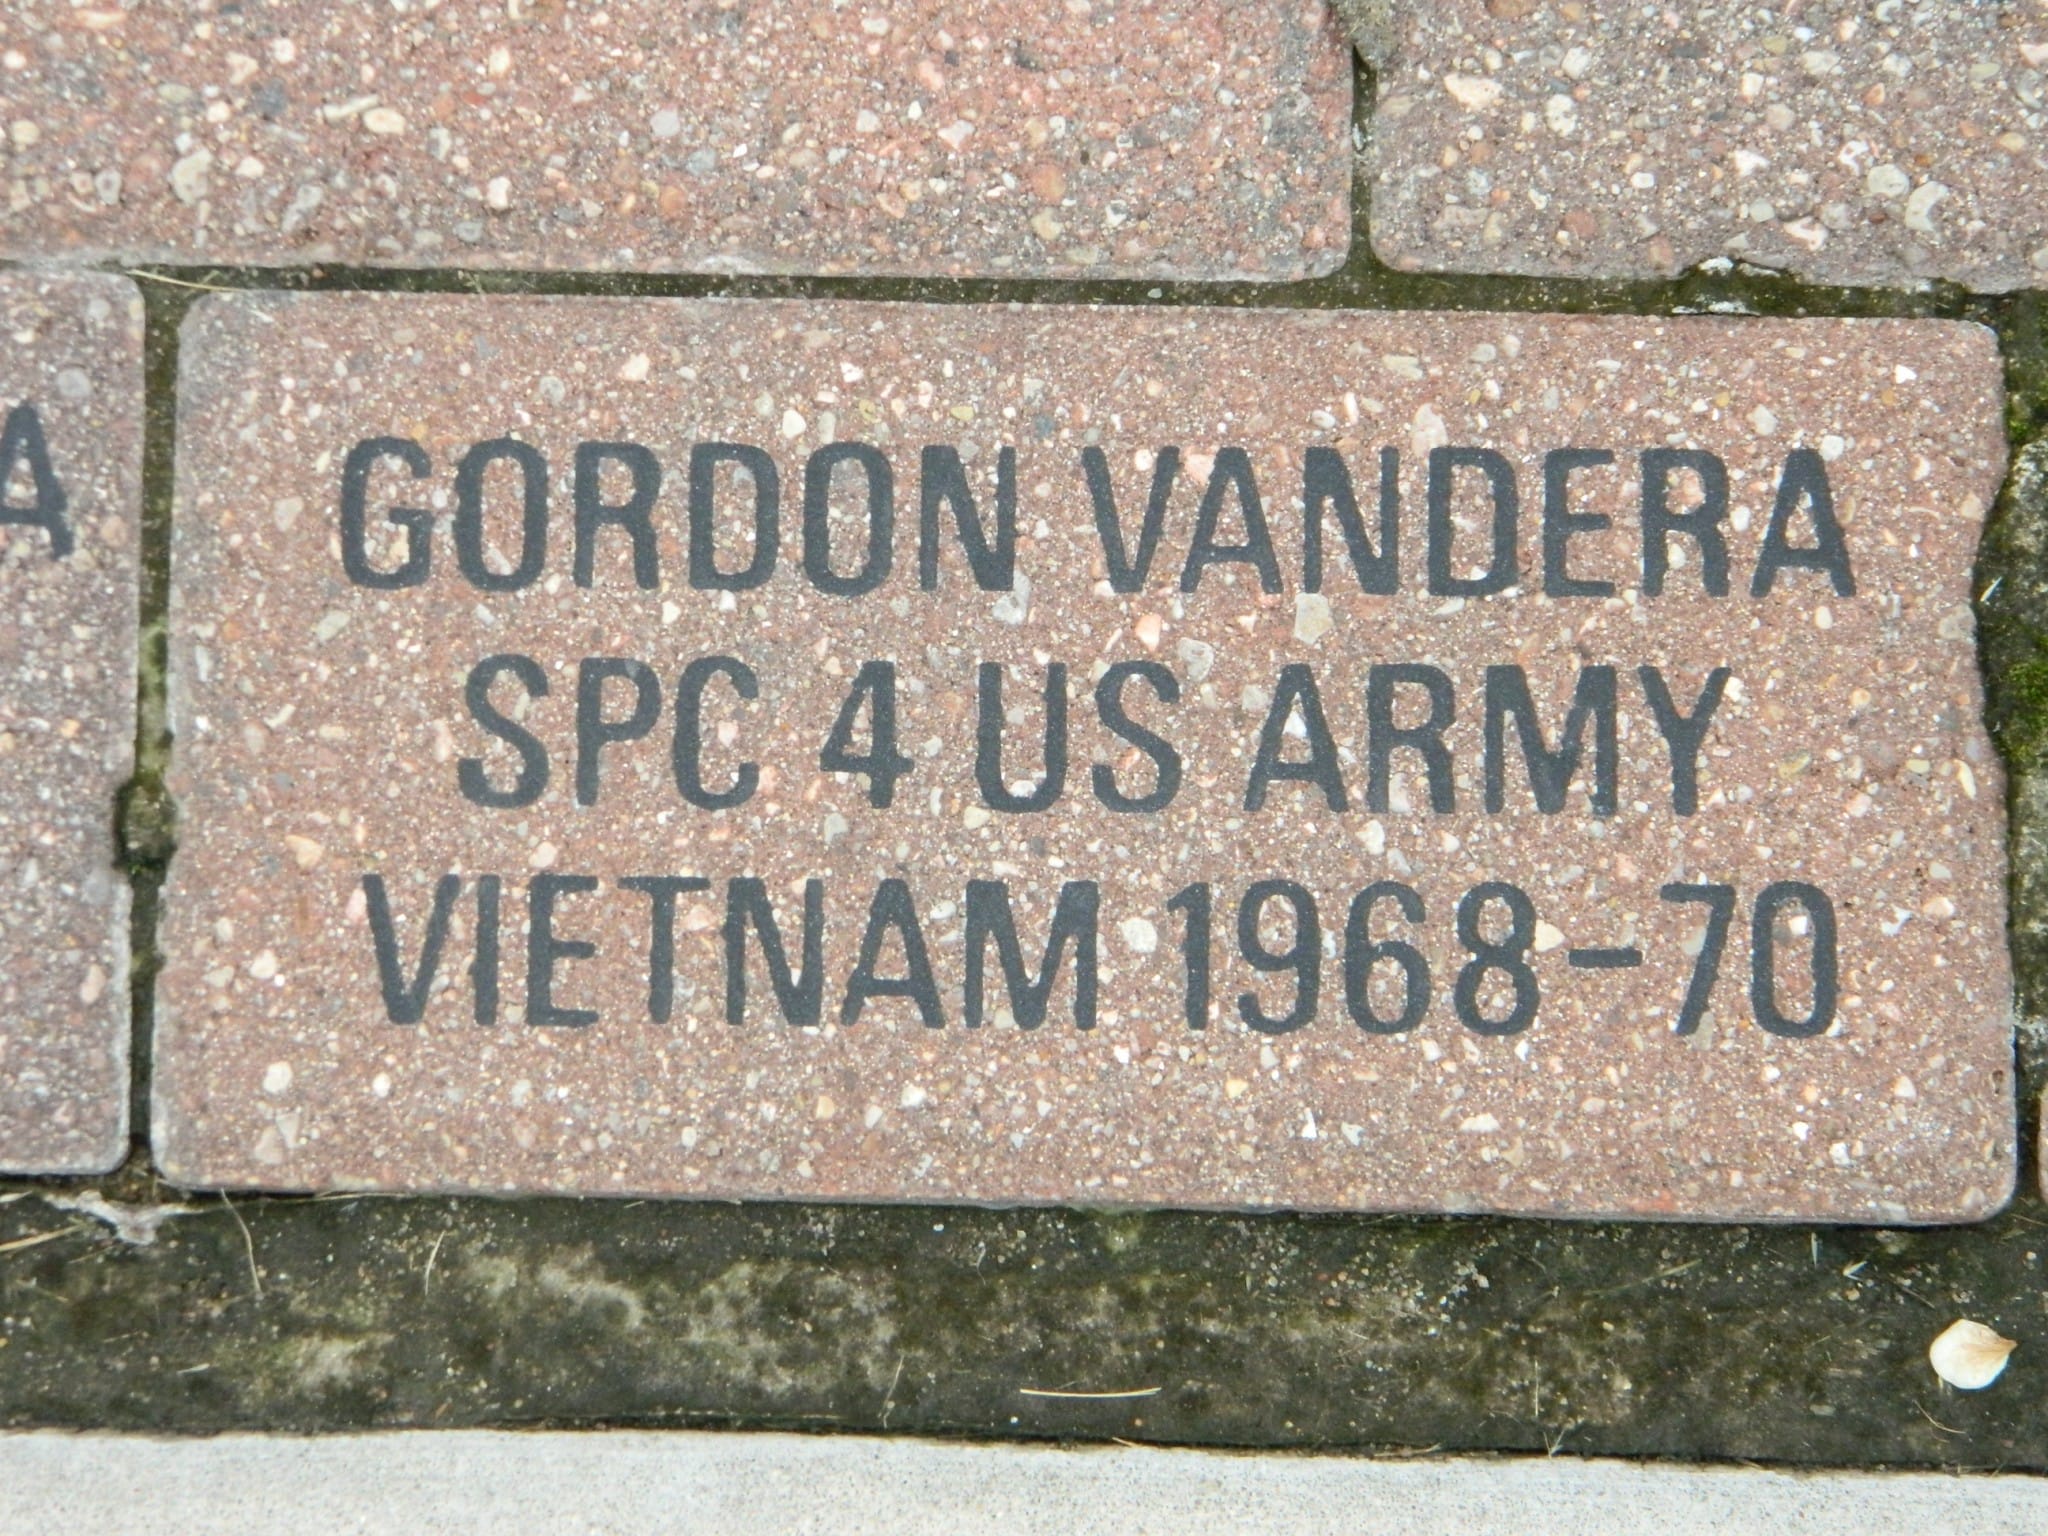 GORDON VANDERA
SPC 4 US ARMY
VIETNAM 1968-70